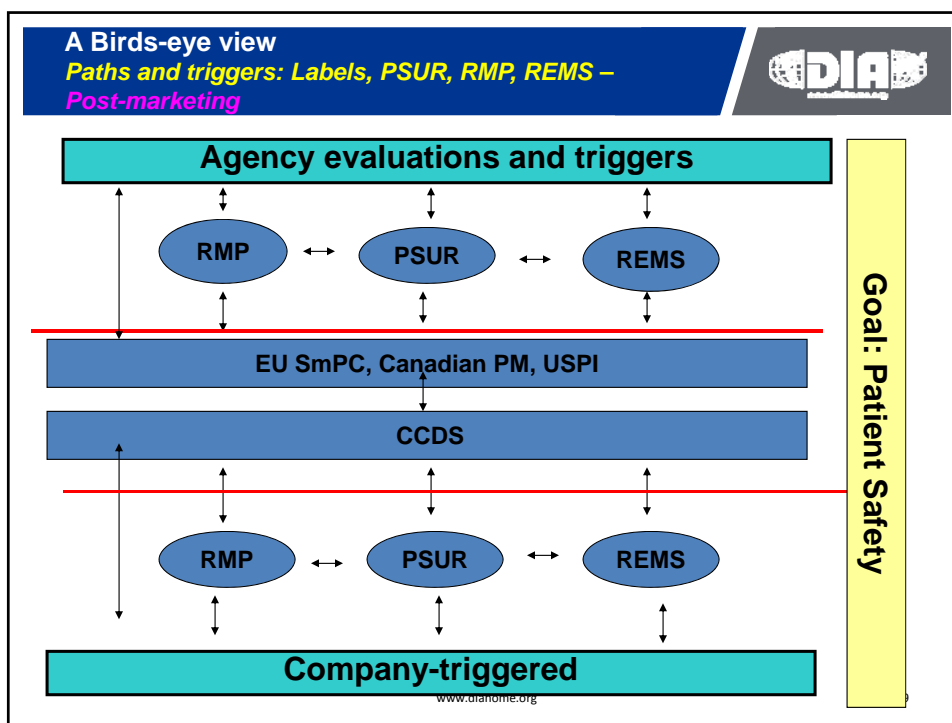 A Birds-eye view
Paths and triggers: Labels, PSUR, RMP, REMS –
Post-marketing
DIA
Agency evaluations and triggers
RMP
PSUR
REMS
EU SmPC, Canadian PM, USPI
CCDS
RMP
PSUR
REMS
Company-triggered
Goal: Patient Safety
www.diahome.org
9